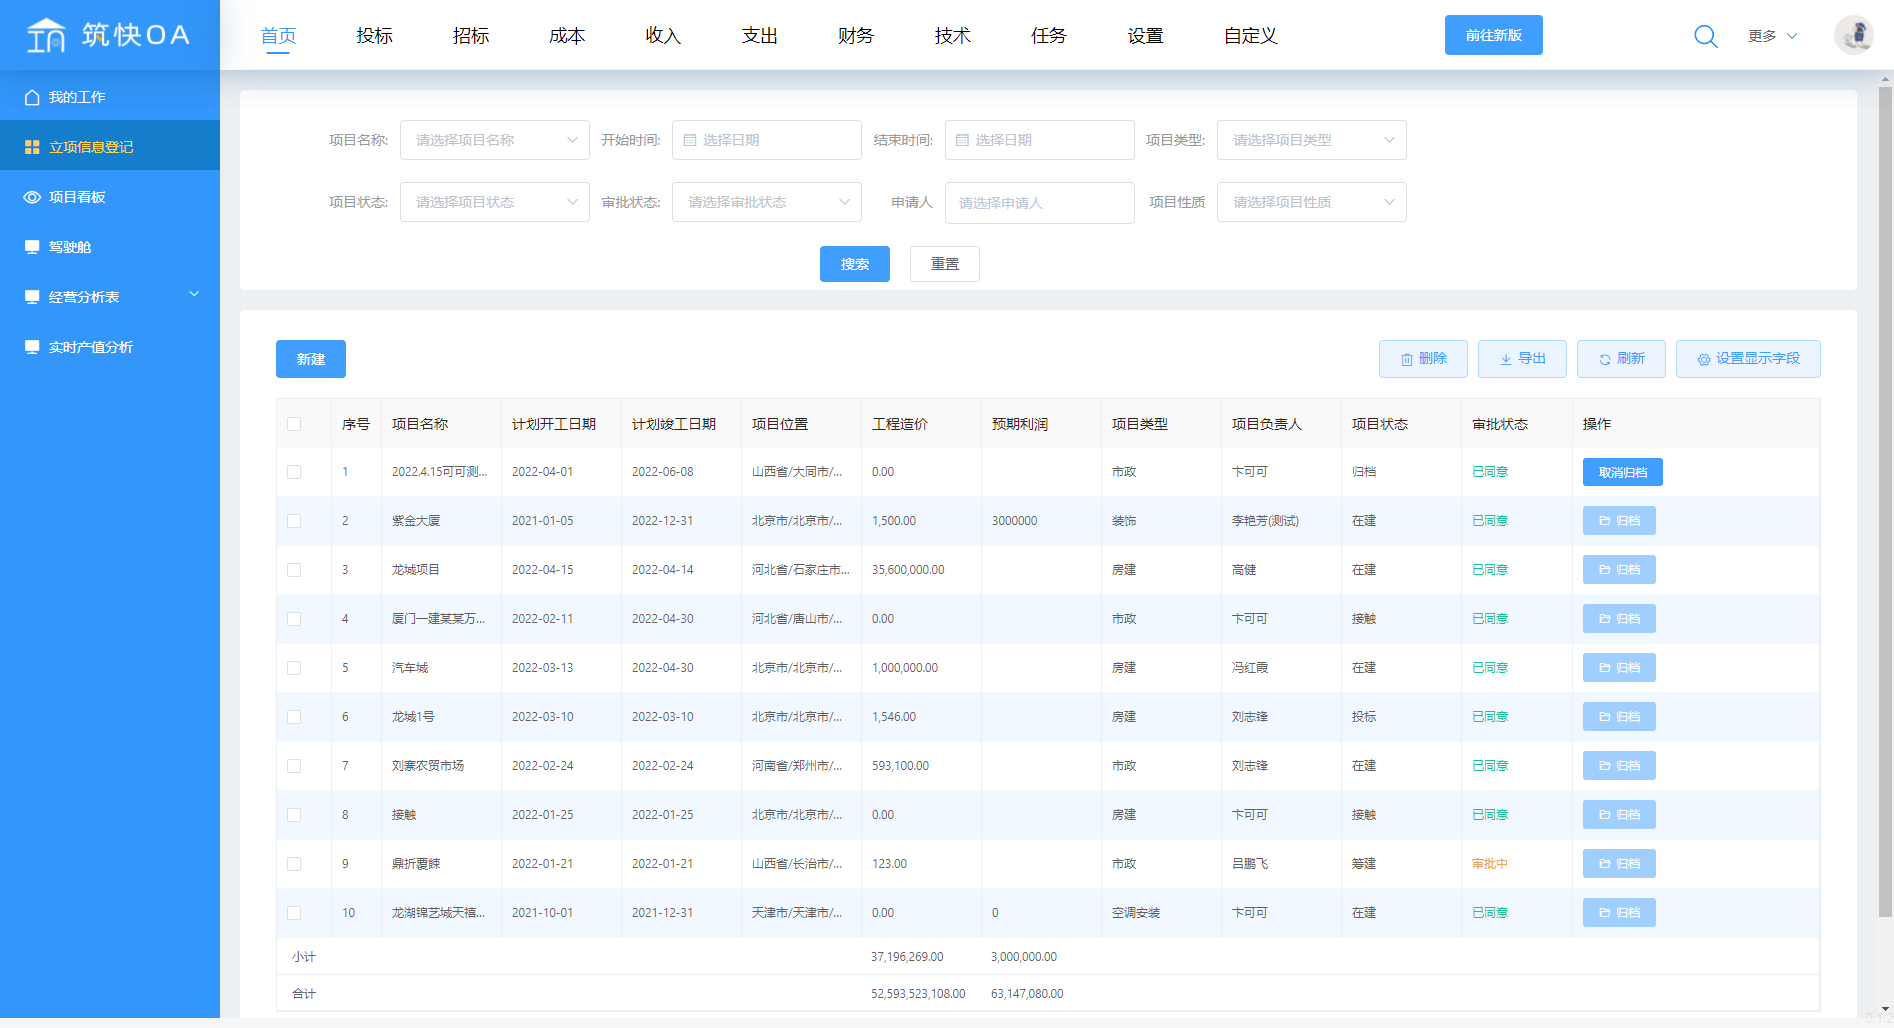 筑快OA
首页 投标 招标 成本 收入 支出 财务 技术 任务 设置 自定义 前往新版 更多
我的工作
立项信息登记
项目看板
驾驶舱
经营分析表
实时产值分析
项目名称: 请选择项目名称 开始时间: 选择日期 结束时间: 选择日期 项目类型: 请选择项目类型
项目状态: 请选择项目状态 审批状态: 请选择审批状态 申请人 请选择申请人 项目性质 请选择项目性质
搜索 重置
新建 删除 导出 刷新 设置显示字段
序号 项目名称 计划开工日期 计划竣工日期 项目位置 工程造价 预期利润 项目类型 项目负责人 项目状态 审批状态 操作
1 2022.4.15可可测... 2022-04-01 2022-06-08 山西省/大同市/... 0.00 市政 卞可可 归档 已同意 取消归档
2 紫金大厦 2021-01-05 2022-12-31 北京市/北京市/... 1,500.00 3000000 装饰 李艳芳(测试) 在建 已同意 归档
3 龙城项目 2022-04-15 2022-04-14 河北省/石家庄市... 35,600,000.00 房建 高健 在建 已同意 归档
4 厦门一建某某万... 2022-02-11 2022-04-30 河北省/唐山市/... 0.00 市政 卞可可 接触 已同意 归档
5 汽车城 2022-03-13 2022-04-30 北京市/北京市/... 1,000,000.00 房建 冯红霞 在建 已同意 归档
6 龙城1号 2022-03-10 2022-03-10 北京市/北京市/... 1,546.00 房建 刘志锋 投标 已同意 归档
7 刘寨农贸市场 2022-02-24 2022-02-24 河南省/郑州市/... 593,100.00 市政 刘志锋 在建 已同意 归档
8 接触 2022-01-25 2022-01-25 北京市/北京市/... 0.00 房建 卞可可 接触 已同意 归档
9 鼎折覆餗 2022-01-21 2022-01-21 山西省/长治市/... 123.00 市政 吕鹏飞 筹建 审批中 归档
10 龙湖锦艺城天禧... 2021-10-01 2021-12-31 天津市/天津市/... 0.00 0 空调安装 卞可可 在建 已同意 归档
小计 37,196,269.00 3,000,000.00
合计 52,593,523,108.00 63,147,080.00